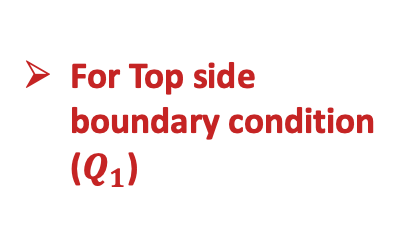 ➢ For Top side
boundary condition
(Q₁)